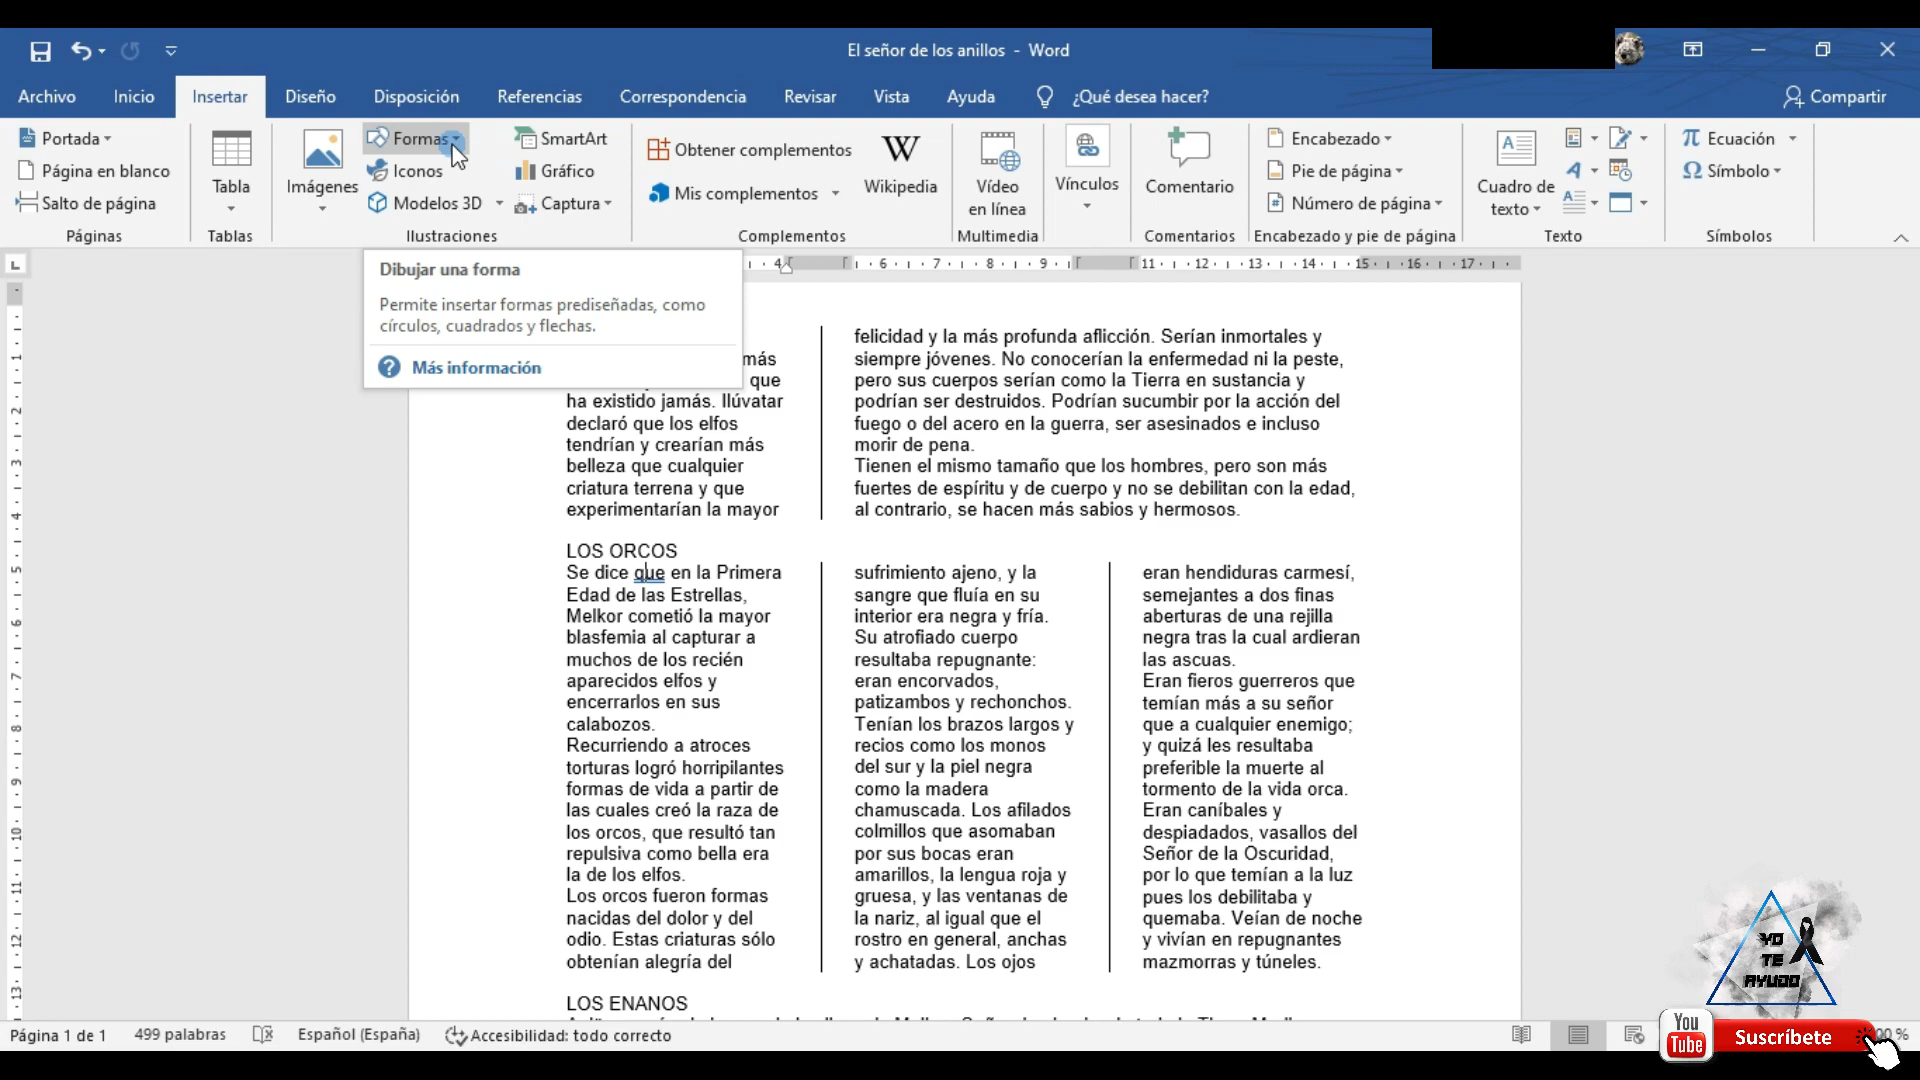 El señor de los anillos - Word
Archivo Inicio Insertar Diseño Disposición Referencias Correspondencia Revisar Vista Ayuda ¿Qué desea hacer? Compartir
Portada
Página en blanco
Salto de página
Páginas
Tabla
Tablas
Imágenes
Formas
Iconos
Modelos 3D
SmartArt
Gráfico
Captura
Ilustraciones
Obtener complementos
Mis complementos
Wikipedia
Complementos
Vídeo
en línea
Multimedia
Vínculos
Comentario
Comentarios
Encabezado
Pie de página
Número de página
Encabezado y pie de página
Cuadro de
texto
Texto
Ecuación
Símbolo
Símbolos
Dibujar una forma
Permite insertar formas prediseñadas, como
círculos, cuadrados y flechas.
Más información
más
que
ha existido jamás. Ilúvatar
declaró que los elfos
tendrían y crearían más
belleza que cualquier
criatura terrena y que
experimentarían la mayor
felicidad y la más profunda aflicción. Serían inmortales y
siempre jóvenes. No conocerían la enfermedad ni la peste,
pero sus cuerpos serían como la Tierra en sustancia y
podrían ser destruidos. Podrían sucumbir por la acción del
fuego o del acero en la guerra, ser asesinados e incluso
morir de pena.
Tienen el mismo tamaño que los hombres, pero son más
fuertes de espíritu y de cuerpo y no se debilitan con la edad,
al contrario, se hacen más sabios y hermosos.
LOS ORCOS
Se dice que en la Primera
Edad de las Estrellas,
Melkor cometió la mayor
blasfemia al capturar a
muchos de los recién
aparecidos elfos y
encerrarlos en sus
calabozos.
Recurriendo a atroces
torturas logró horripilantes
formas de vida a partir de
las cuales creó la raza de
los orcos, que resultó tan
repulsiva como bella era
la de los elfos.
Los orcos fueron formas
nacidas del dolor y del
odio. Estas criaturas sólo
obtenían alegría del
sufrimiento ajeno, y la
sangre que fluía en su
interior era negra y fría.
Su atrofiado cuerpo
resultaba repugnante:
eran encorvados,
patizambos y rechonchos.
Tenían los brazos largos y
recios como los monos
del sur y la piel negra
como la madera
chamuscada. Los afilados
colmillos que asomaban
por sus bocas eran
amarillos, la lengua roja y
gruesa, y las ventanas de
la nariz, al igual que el
rostro en general, anchas
y achatadas. Los ojos
eran hendiduras carmesí,
semejantes a dos finas
aberturas de una rejilla
negra tras la cual ardieran
las ascuas.
Eran fieros guerreros que
temían más a su señor
que a cualquier enemigo;
y quizá les resultaba
preferible la muerte al
tormento de la vida orca.
Eran caníbales y
despiadados, vasallos del
Señor de la Oscuridad,
por lo que temían a la luz
pues los debilitaba y
quemaba. Veían de noche
y vivían en repugnantes
mazmorras y túneles.
LOS ENANOS
YO
TE
AYUDO
Página 1 de 1 499 palabras Español (España) Accesibilidad: todo correcto
You
Tube
Suscríbete